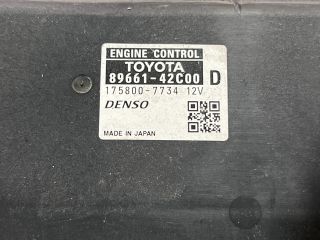 ENGINE CONTROL
TOYOTA
89661-42C00 D
175800-7734 12V
DENSO
MADE IN JAPAN